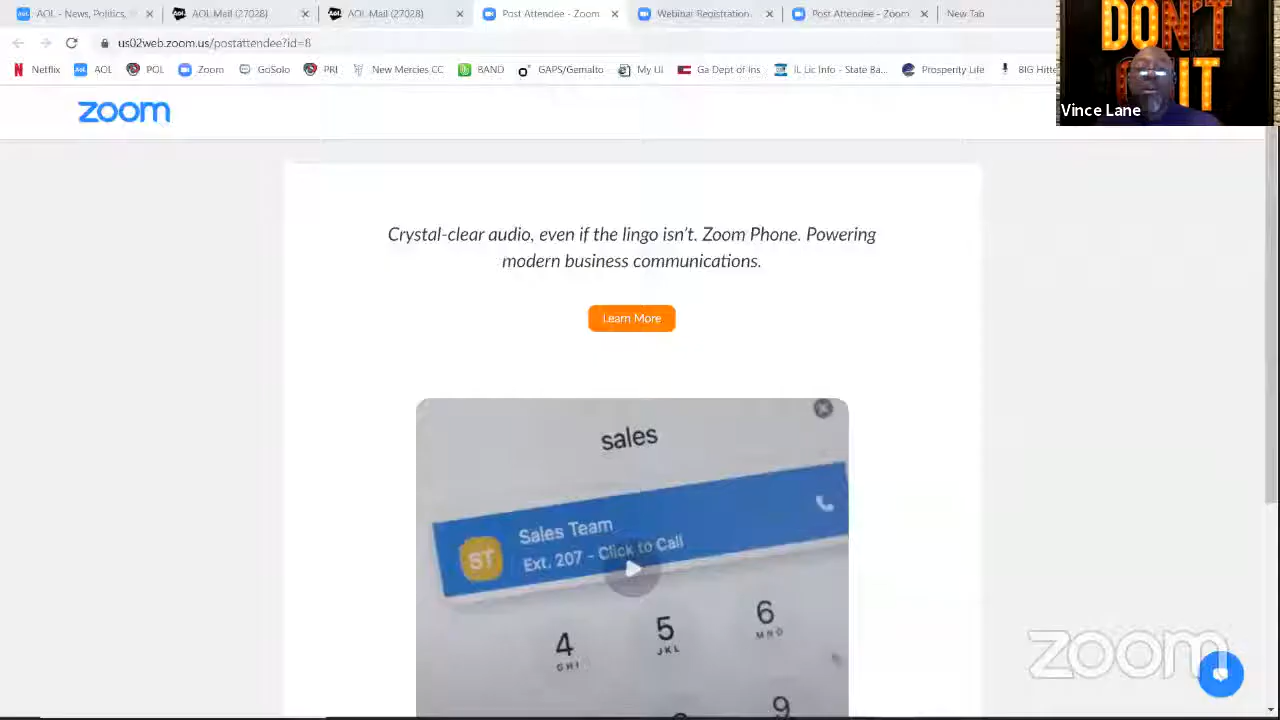 AOL - News, Politics,
AOL Mail (27028)
AOL Mail (27028)
Post Attendee - Zoom
Webinar Registration
Post Attendee - Zoom
New Tab
us02web.zoom.us/postattendee?id=8
Netflix
AOL
POL
Zoom
GoSolo
PRI
New Mercies CC
BAND
GAPS/Gemalto
My UI
Ga Dept of Ins
IL Lic Info - State Ba...
Prosperity Life
BIG Hitte
DON'T
Vince Lane
zoom
Crystal-clear audio, even if the lingo isn't. Zoom Phone. Powering
modern business communications.
Learn More
sales
Sales Team
ST
Ext. 207 - Click to Call
4
GHI
5
JKL
6
MNO
9
zoom